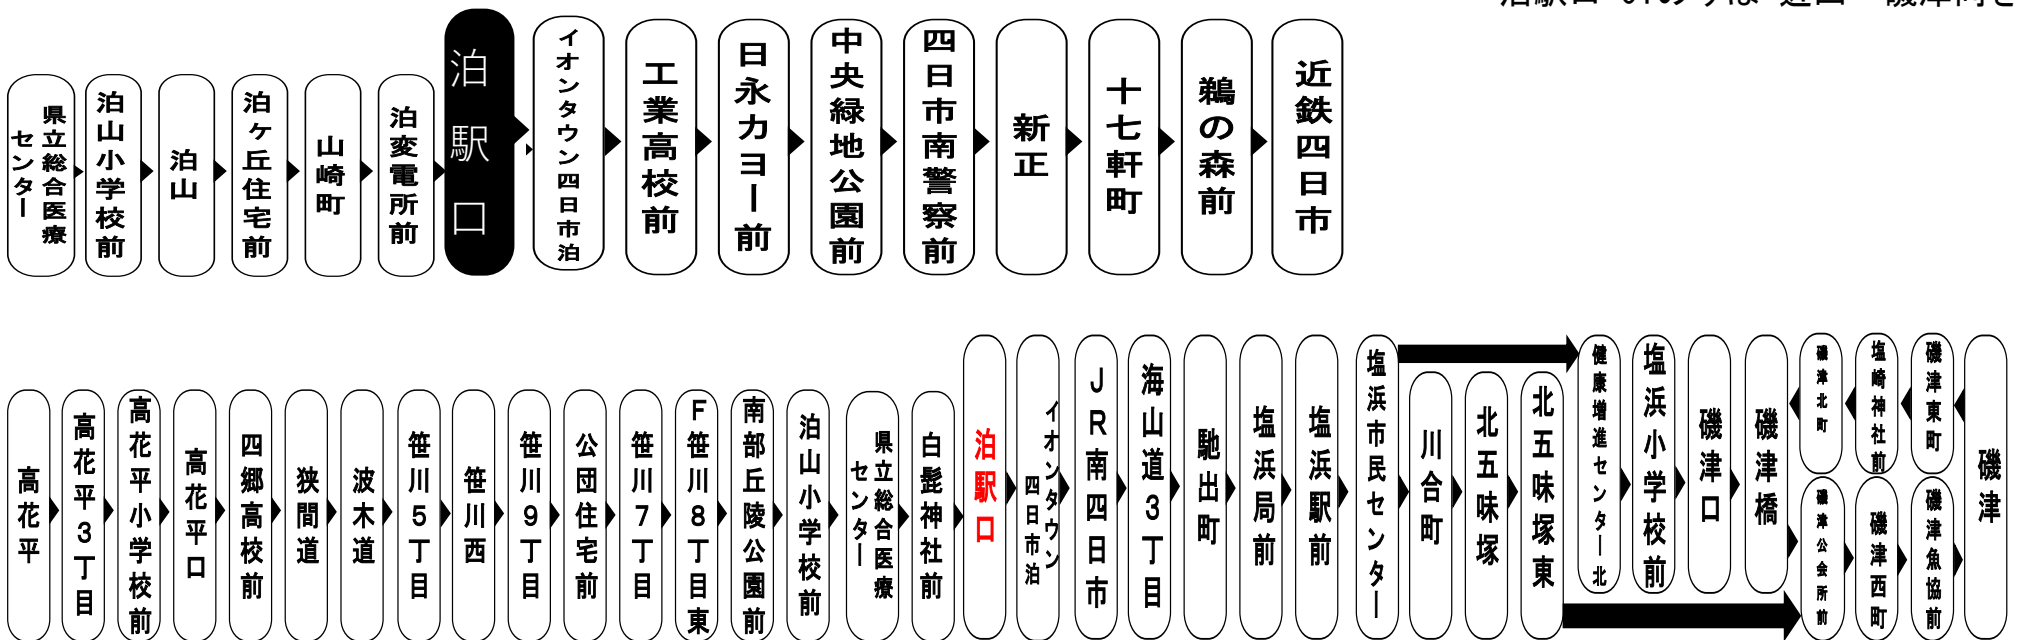 県立総合医療
センター
泊山小学校前
泊山
泊ヶ丘住宅前
山崎町
泊変電所前
泊駅口
イオンタウン四日市泊
工業高校前
日永カヨー前
中央緑地公園前
四日市南警察前
新正
十七軒町
鵜の森前
近鉄四日市
高花平
高花平3丁目
高花平小学校前
高花平口
四郷高校前
狭間道
波木道
笹川5丁目
笹川西
笹川9丁目
公団住宅前
笹川7丁目
F笹川8丁目東
南部丘陵公園前
泊山小学校前
県立総合医療
センター
白髭神社前
泊駅口
イオンタウン
四日市泊
JR南四日市
海山道3丁目
馳出町
塩浜局前
塩浜駅前
塩浜市民センター
川合町
北五味塚
北五味塚東
健康増進センター北
塩浜小学校前
磯津口
磯津橋
磯津北町
塩崎神社前
磯津東町
磯津公会所前
磯津西町
磯津魚協前
磯津